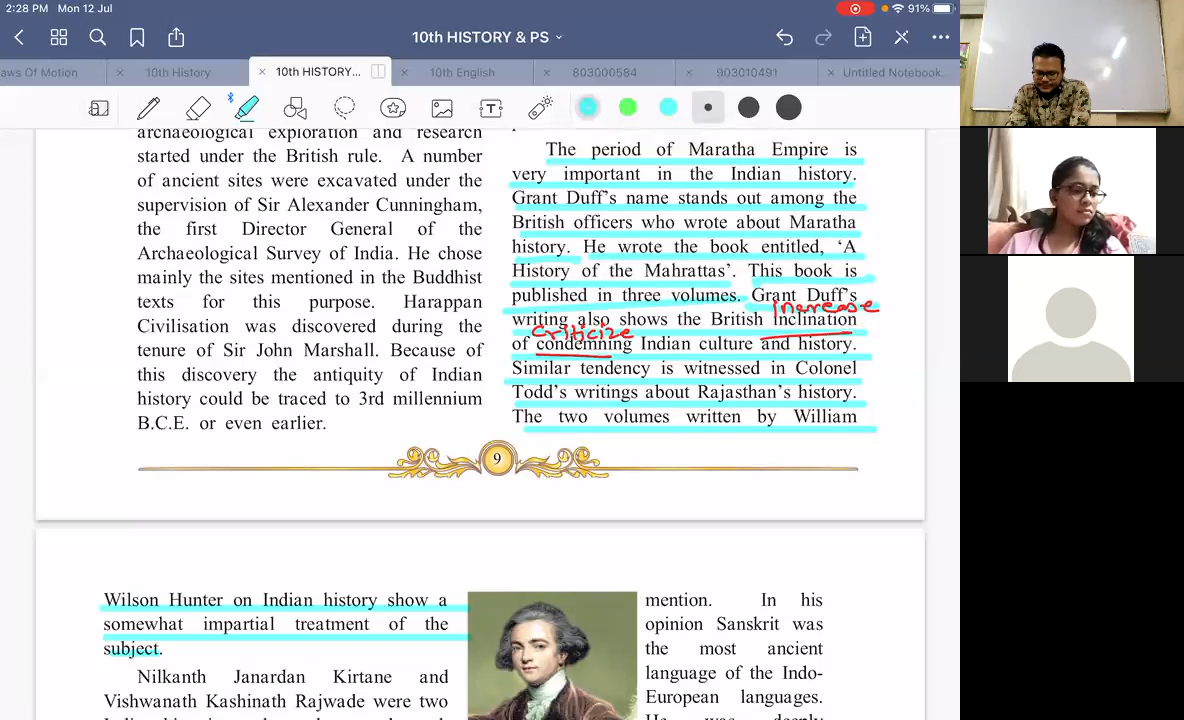 2:28 PM Mon 12 Jul
91%
10th HISTORY & PS
aws Of Motion
10th History
10th HISTORY...
10th English
803000584
903010491
Untitled Notebook...
archaeological exploration and research
started under the British rule. A number
of ancient sites were excavated under the
supervision of Sir Alexander Cunningham,
the first Director General of the
Archaeological Survey of India. He chose
mainly the sites mentioned in the Buddhist
texts for this purpose. Harappan
Civilisation was discovered during the
tenure of Sir John Marshall. Because of
this discovery the antiquity of Indian
history could be traced to 3rd millennium
B.C.E. or even earlier.
The period of Maratha Empire is
very important in the Indian history.
Grant Duff's name stands out among the
British officers who wrote about Maratha
history. He wrote the book entitled, 'A
History of the Mahrattas'. This book is
published in three volumes. Grant Duff's
increase
writing also shows the British inclination
criticize
of condemning Indian culture and history.
Similar tendency is witnessed in Colonel
Todd's writings about Rajasthan's history.
The two volumes written by William
9
Wilson Hunter on Indian history show a
somewhat impartial treatment of the
subject.
Nilkanth Janardan Kirtane and
Vishwanath Kashinath Rajwade were two
mention. In his
opinion Sanskrit was
the most ancient
language of the Indo-
European languages.
He was deeply